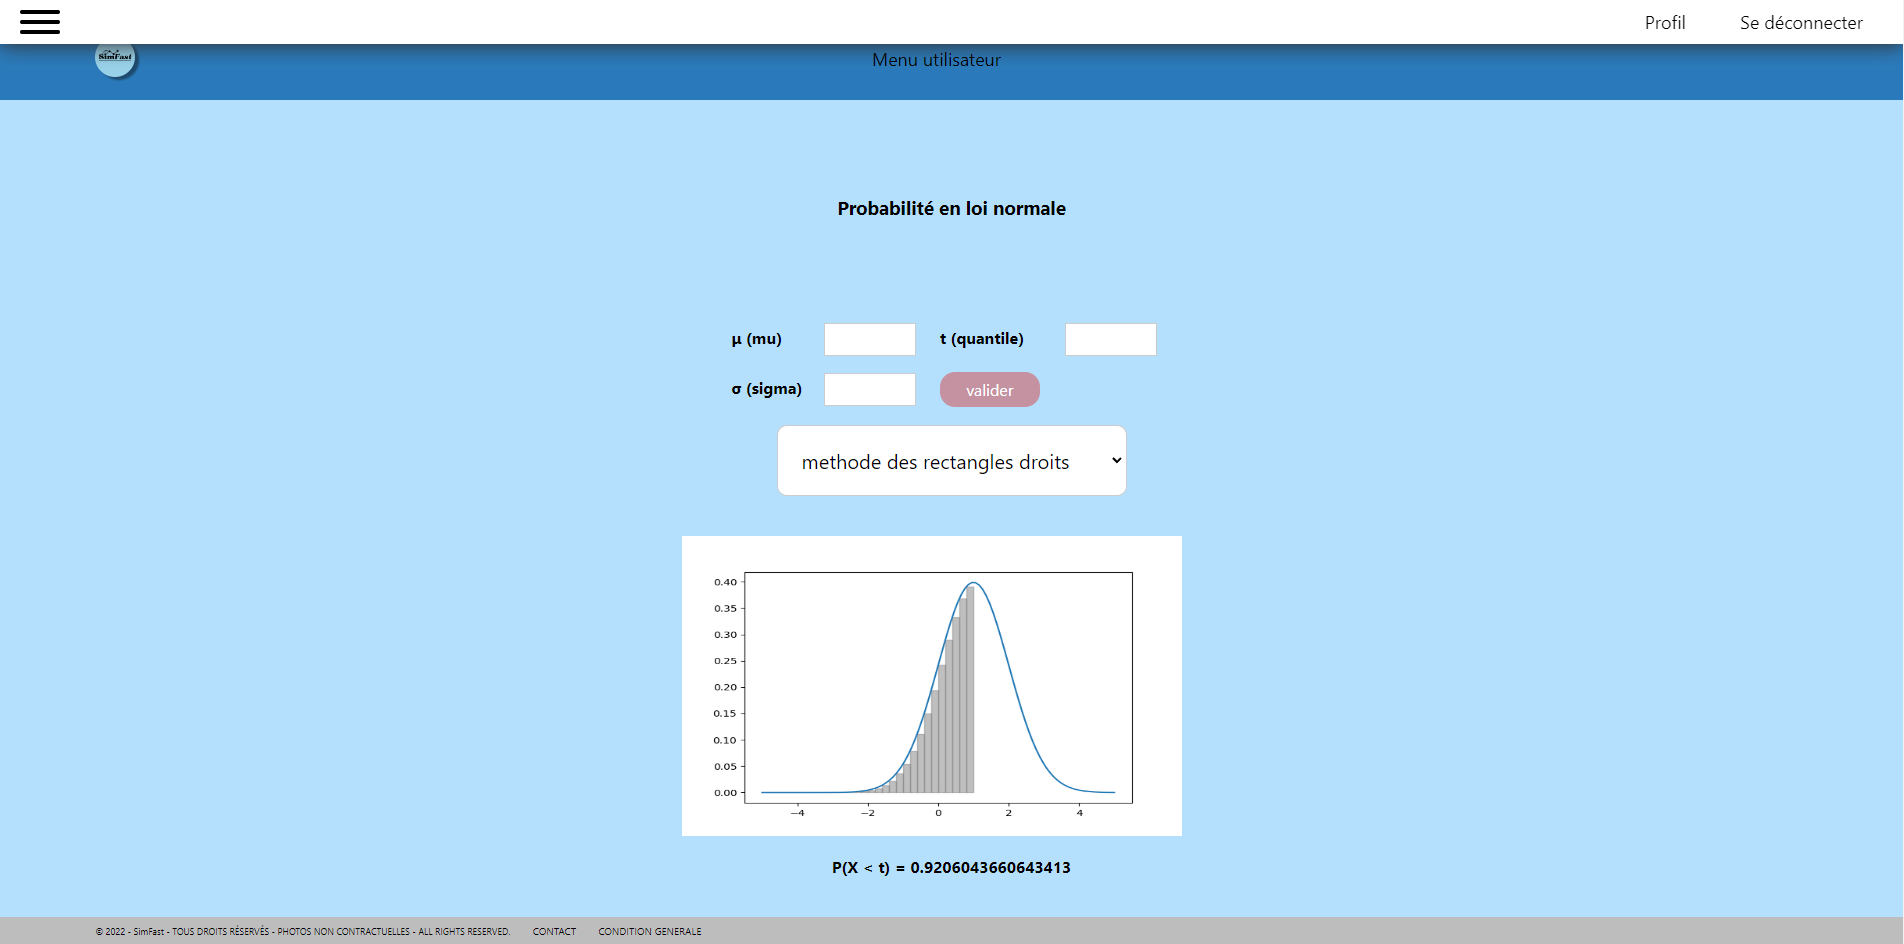 Profil Se déconnecter
SimFast
Menu utilisateur
Probabilité en loi normale
μ (mu) t (quantile)
σ (sigma) valider
methode des rectangles droits
0.40
0.35
0.30
0.25
0.20
0.15
0.10
0.05
0.00
−4 −2 0 2 4
P(X < t) = 0.9206043660643413
© 2022 - SimFast - TOUS DROITS RÉSERVÉS - PHOTOS NON CONTRACTUELLES - ALL RIGHTS RESERVED. CONTACT CONDITION GENERALE